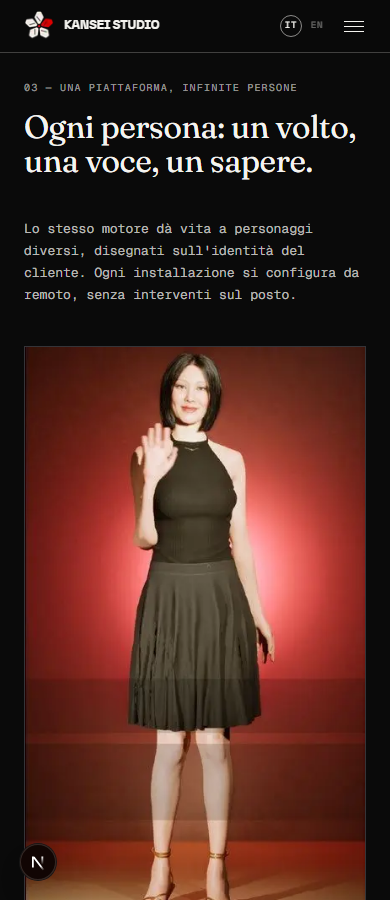 KANSEI STUDIO
IT EN
03 — UNA PIATTAFORMA, INFINITE PERSONE
Ogni persona: un volto,
una voce, un sapere.
Lo stesso motore dà vita a personaggi
diversi, disegnati sull'identità del
cliente. Ogni installazione si configura da
remoto, senza interventi sul posto.
N